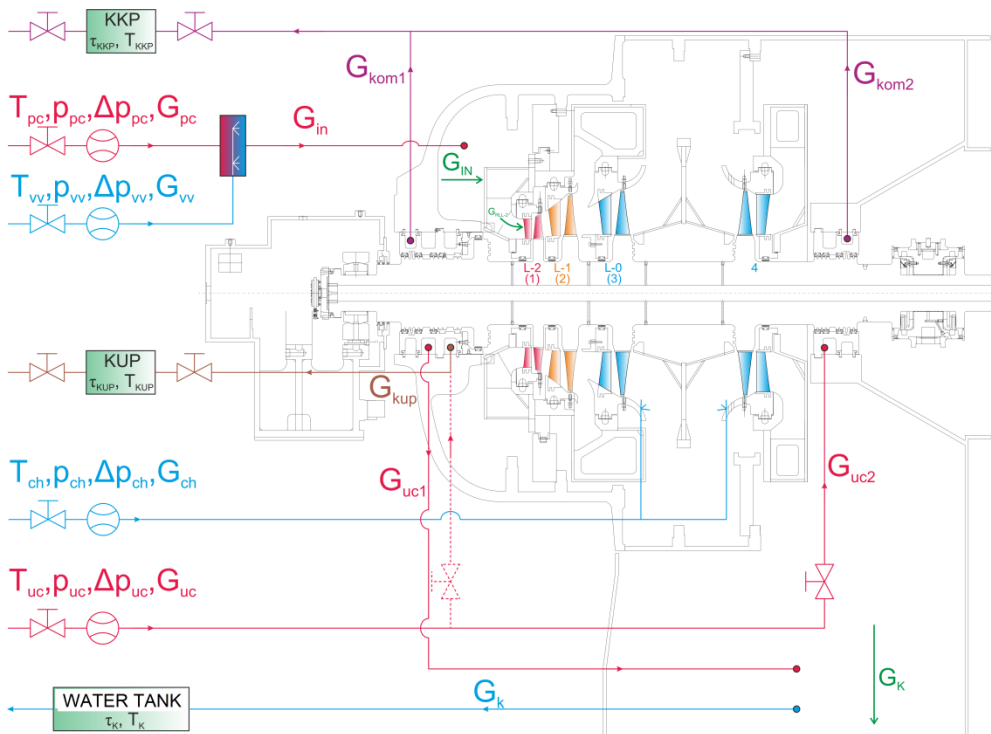 KKP
τKKP, TKKP
Gkom1
Gkom2
Tpc,ppc,Δppc,Gpc
Gin
GIN
Tvv,pvv,Δpvv,Gvv
L-2
(1)
L-1
(2)
L-0
(3)
4
KUP
τKUP, TKUP
Gkup
Tch,pch,Δpch,Gch
Guc1
Guc2
Tuc,puc,Δpuc,Guc
GK
WATER TANK
τK, TK
Gk